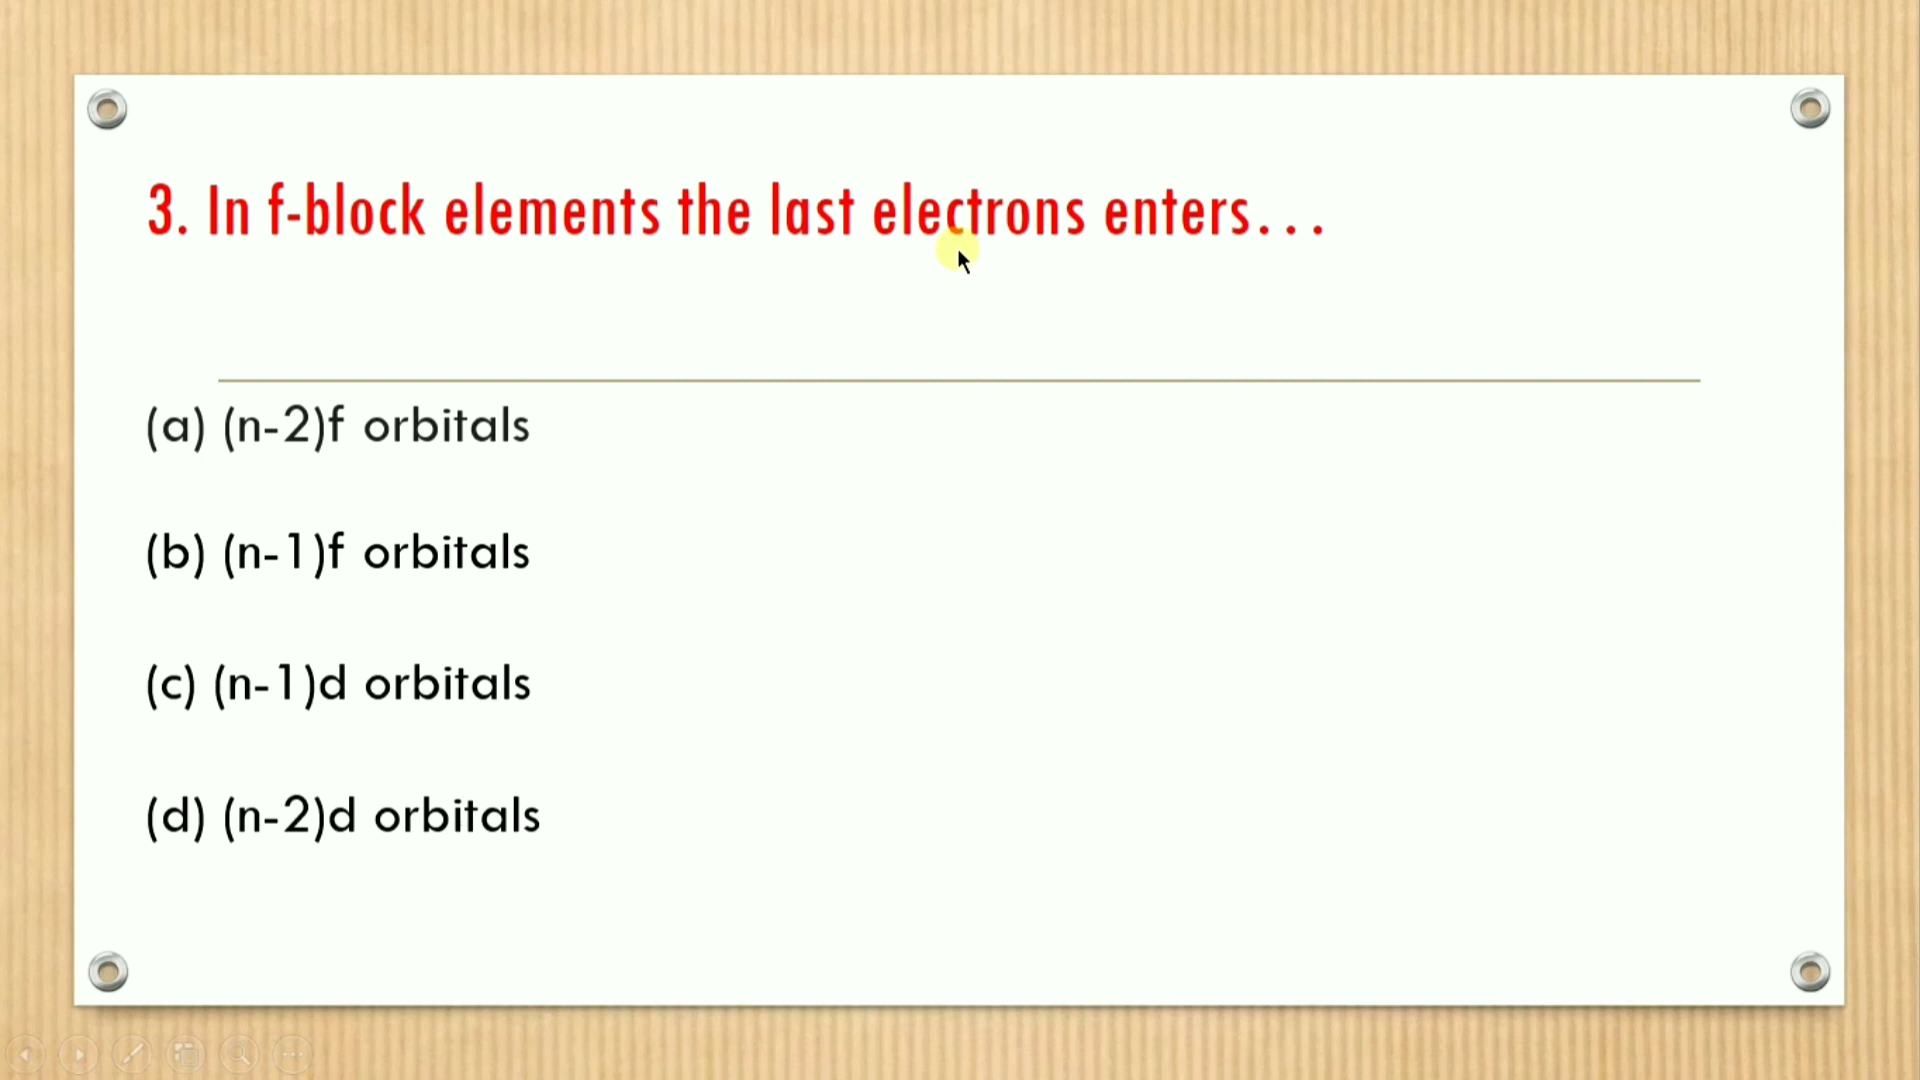 3. In f-block elements the last electrons enters...
(a) (n-2)f orbitals
(b) (n-1)f orbitals
(c) (n-1)d orbitals
(d) (n-2)d orbitals